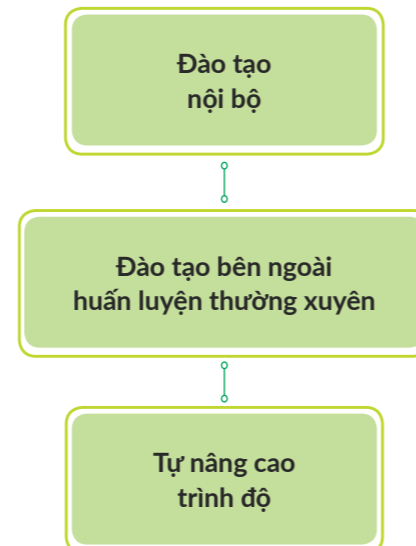 Đào tạo
nội bộ
Đào tạo bên ngoài
huấn luyện thường xuyên
Tự nâng cao
trình độ